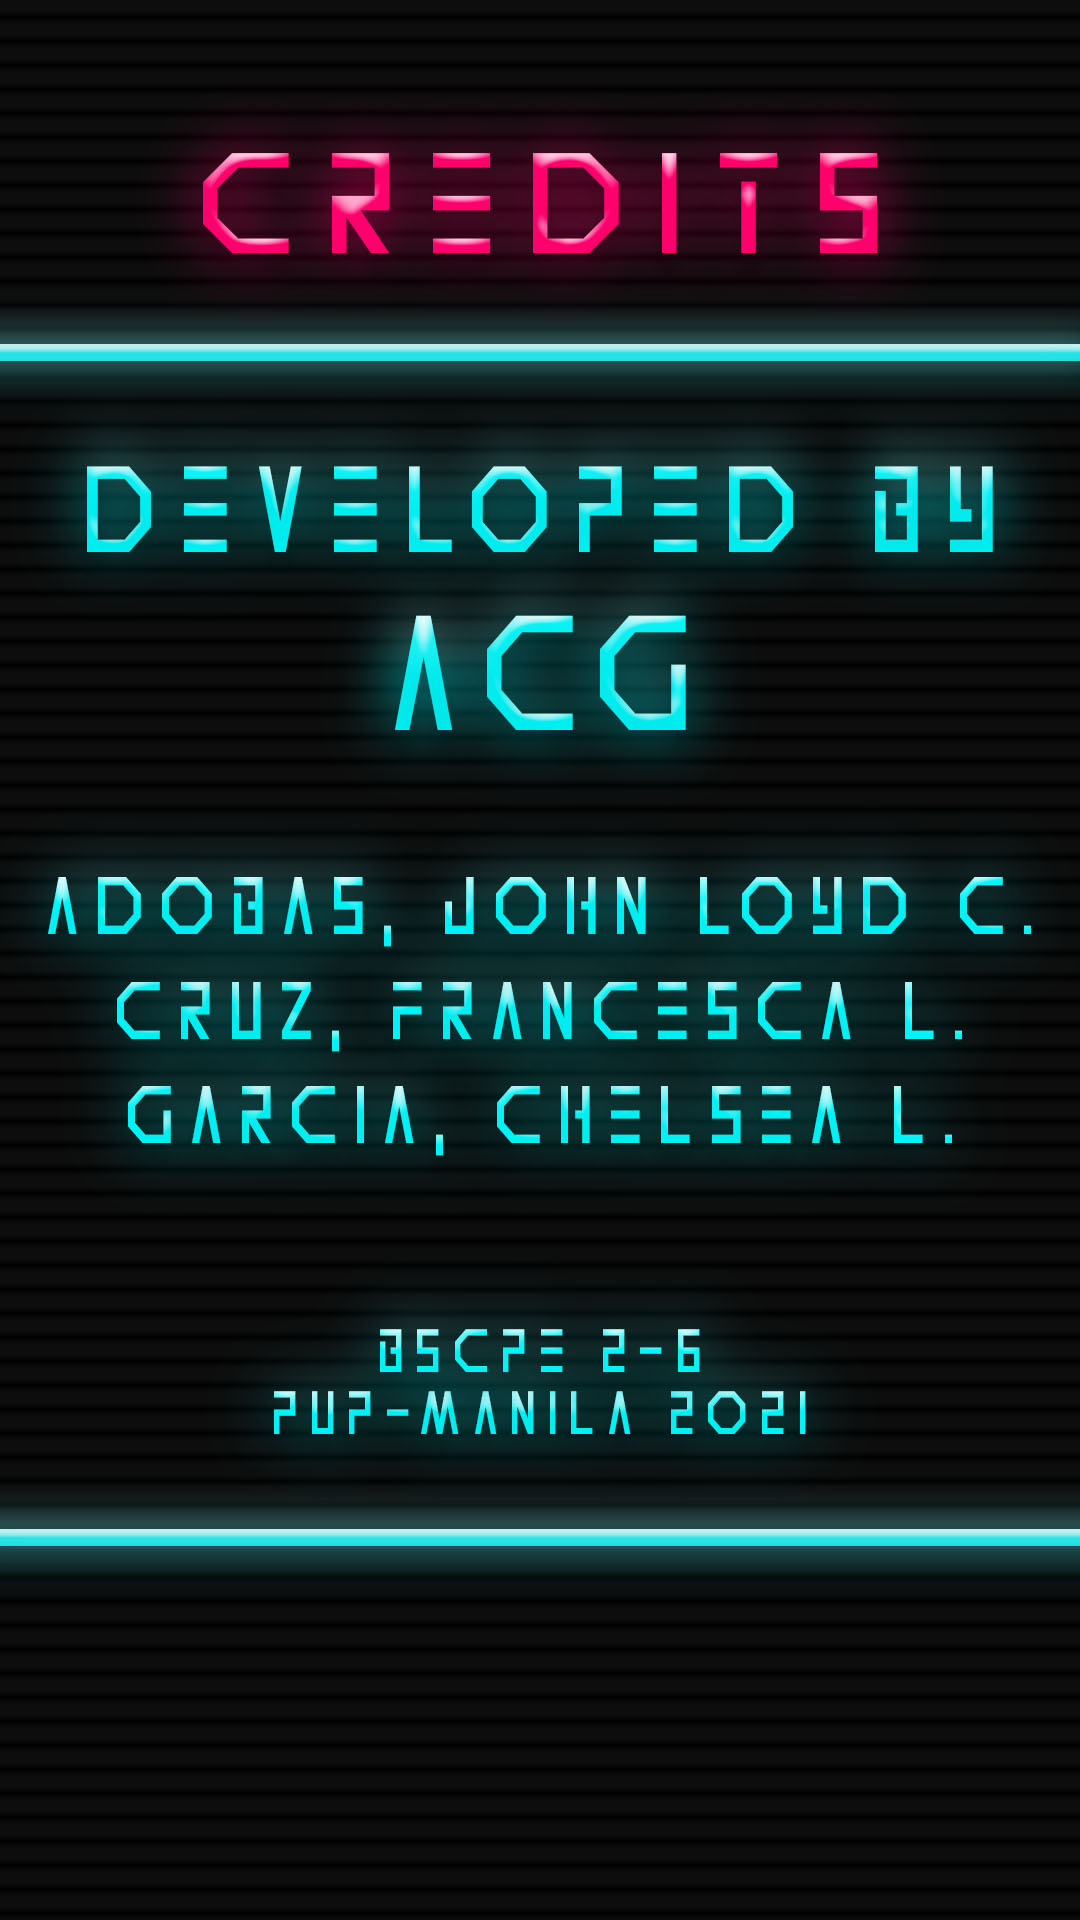 CREDITS
DEVELOPED BY
ACG
ADOBAS, JOHN LOYD C.
CRUZ, FRANCESCA L.
GARCIA, CHELSEA L.
BSCPE 2-6
PUP-MANILA 2021